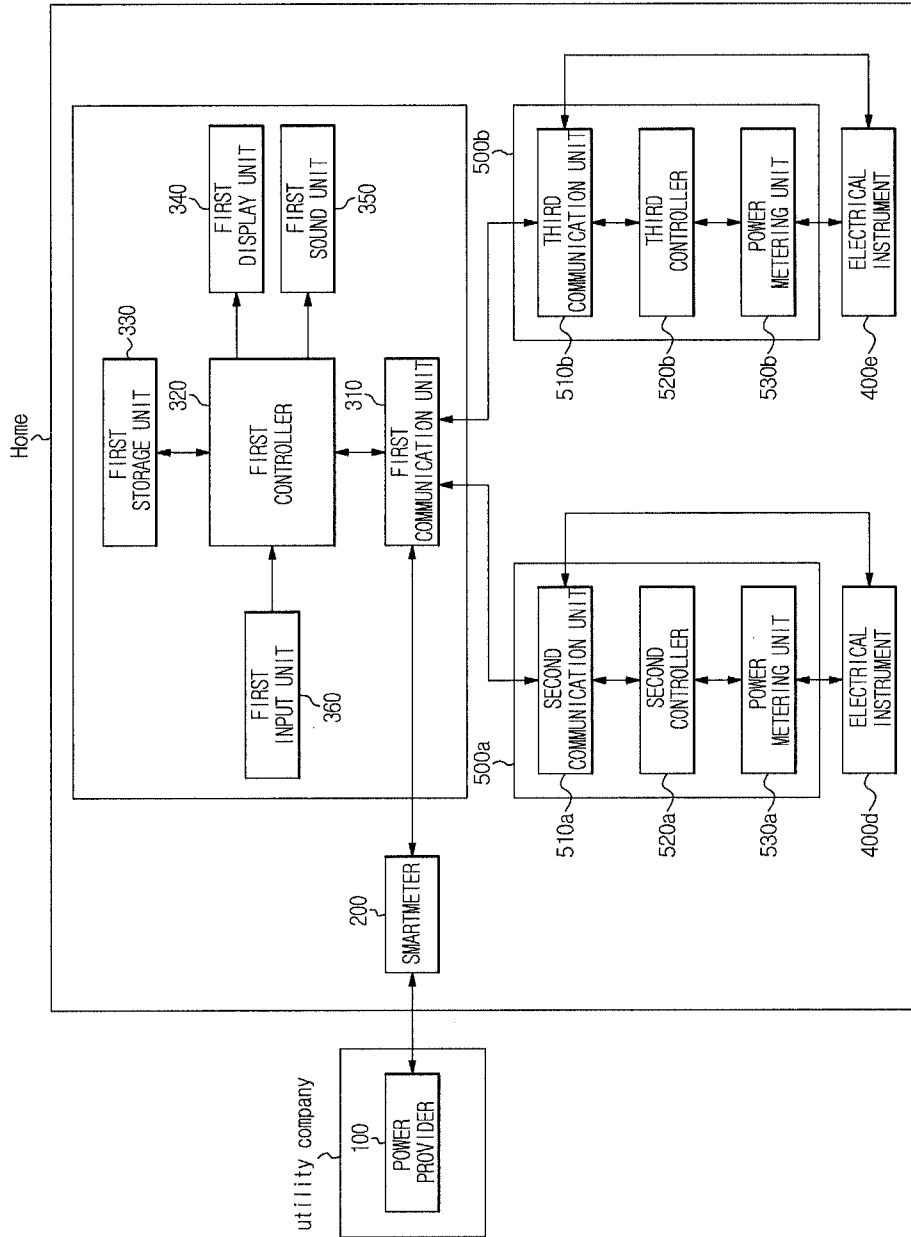 Home
utility company
100
POWER
PROVIDER
200
SMARTMETER
FIRST
INPUT UNIT
360
330
FIRST
STORAGE UNIT
320
FIRST
CONTROLLER
310
FIRST
COMMUNICATION UNIT
340
FIRST
DISPLAY UNIT
FIRST
SOUND UNIT
350
500a
SECOND
COMMUNICATION UNIT
510a
SECOND
CONTROLLER
520a
POWER
METERING UNIT
530a
ELECTRICAL
INSTRUMENT
400d
500b
THIRD
COMMUNICATION UNIT
510b
THIRD
CONTROLLER
520b
POWER
METERING UNIT
530b
ELECTRICAL
INSTRUMENT
400e